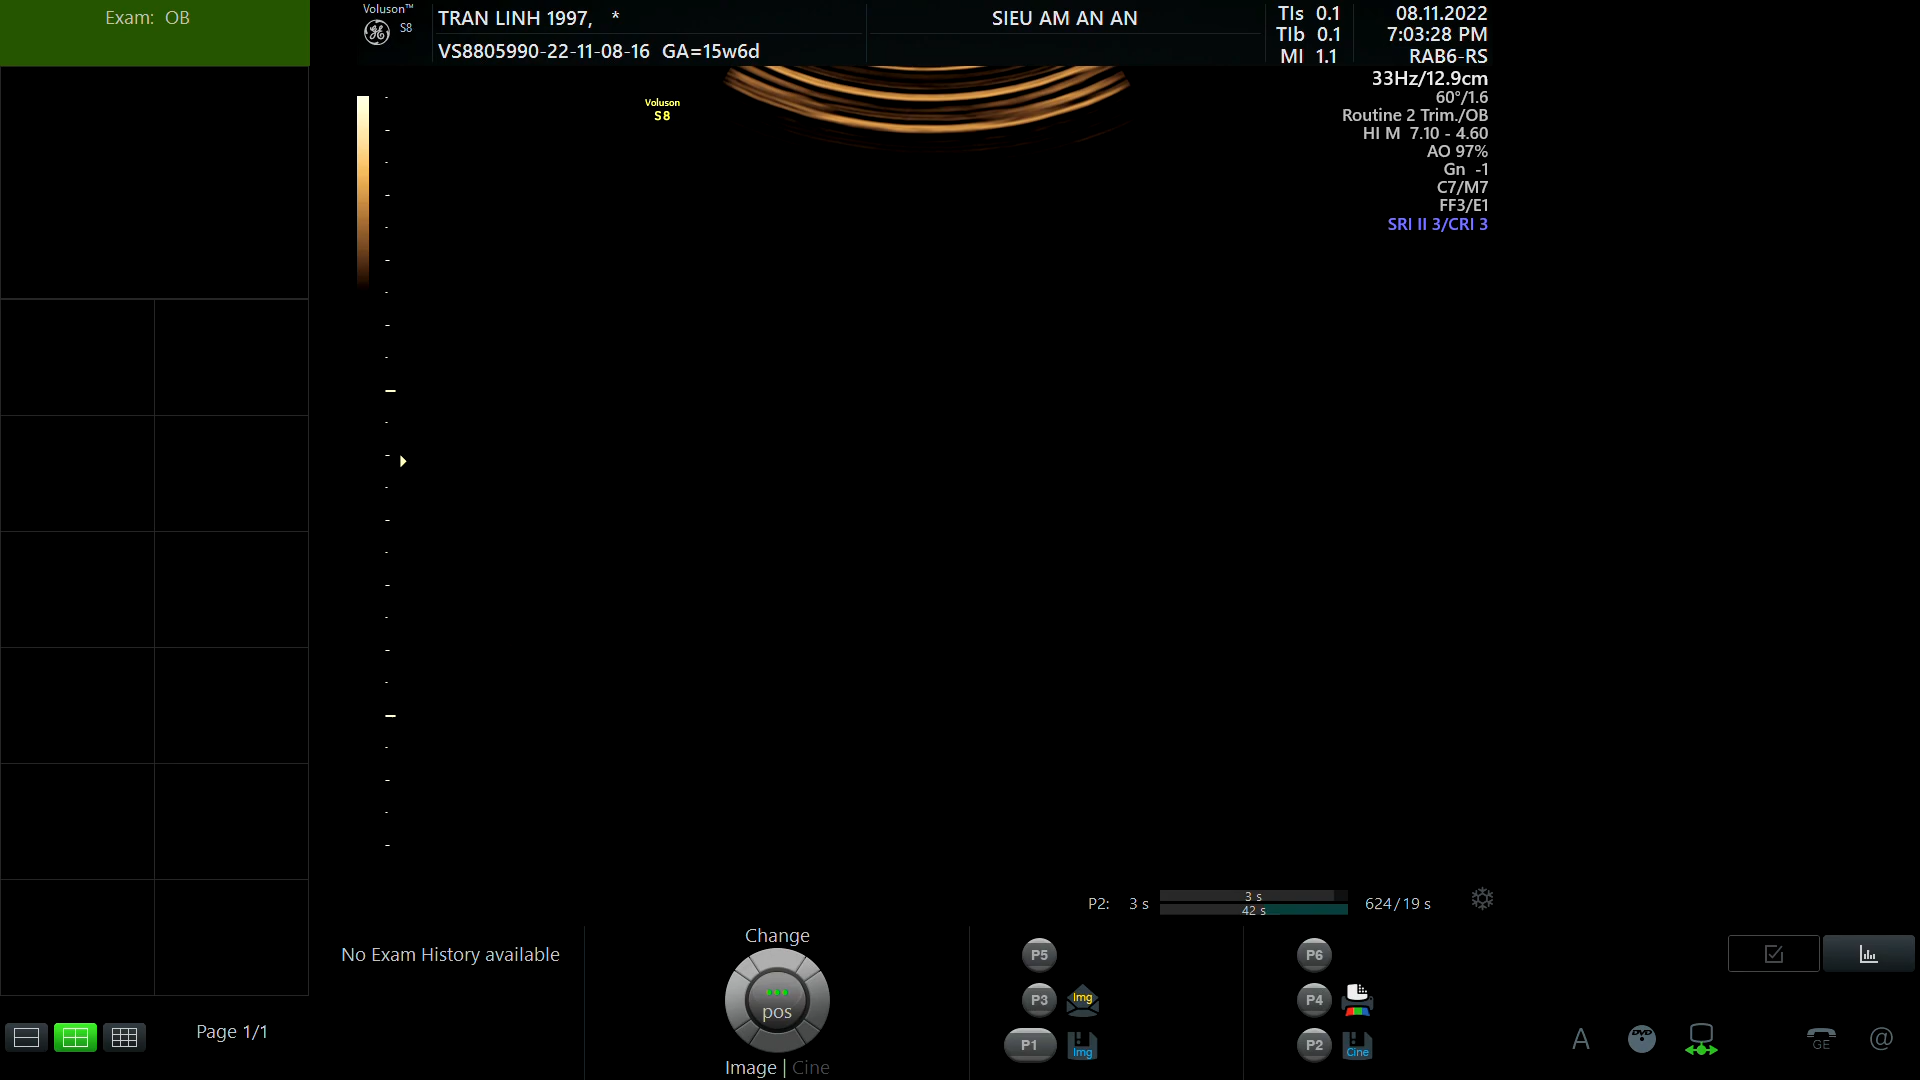 Exam: OB
Voluson™
S8
TRAN LINH 1997, *
VS8805990-22-11-08-16 GA=15w6d
SIEU AM AN AN
TIs 0.1
TIb 0.1
MI 1.1
08.11.2022
7:03:28 PM
RAB6-RS
33Hz/12.9cm
60°/1.6
Routine 2 Trim./OB
HI M 7.10 - 4.60
AO 97%
Gn -1
C7/M7
FF3/E1
SRI II 3/CRI 3
Voluson
S8
P2: 3 s
3 s
42 s
624/19 s
No Exam History available
Change
pos
Image | Cine
P5
P3
Img
P1
Img
P6
P4
P2
Cine
Page 1/1
A
DVD
GE
@